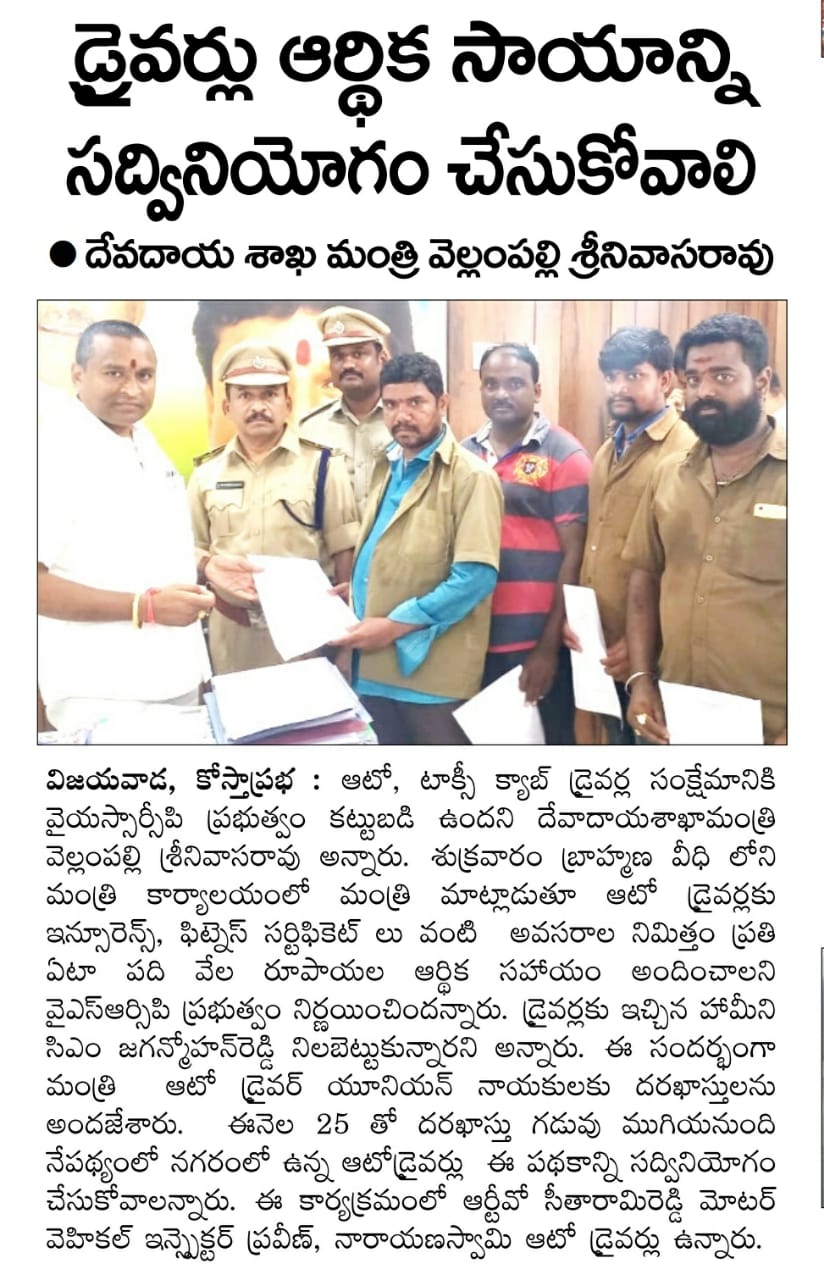 డ్రైవర్లు ఆర్థిక సాయాన్ని
సద్వినియోగం చేసుకోవాలి
● దేవదాయ శాఖ మంత్రి వెల్లంపల్లి శ్రీనివాసరావు
విజయవాడ, కోస్తాప్రభ : ఆటో, టాక్సీ క్యాబ్ డ్రైవర్ల సంక్షేమానికి
వైయస్సార్సీపి ప్రభుత్వం కట్టుబడి ఉందని దేవాదాయశాఖామంత్రి
వెల్లంపల్లి శ్రీనివాసరావు అన్నారు. శుక్రవారం బ్రాహ్మణ వీధి లోని
మంత్రి కార్యాలయంలో మంత్రి మాట్లాడుతూ ఆటో డ్రైవర్లకు
ఇన్సూరెన్స్, ఫిట్నెస్ సర్టిఫికెట్ లు వంటి అవసరాల నిమిత్తం ప్రతి
ఏటా పది వేల రూపాయల ఆర్థిక సహాయం అందించాలని
వైఎస్ఆర్సిపి ప్రభుత్వం నిర్ణయించిందన్నారు. డ్రైవర్లకు ఇచ్చిన హామీని
సిఎం జగన్మోహన్‌రెడ్డి నిలబెట్టుకున్నారని అన్నారు. ఈ సందర్భంగా
మంత్రి ఆటో డ్రైవర్ యూనియన్ నాయకులకు దరఖాస్తులను
అందజేశారు. ఈనెల 25 తో దరఖాస్తు గడువు ముగియనుంది
నేపథ్యంలో నగరంలో ఉన్న ఆటోడ్రైవర్లు ఈ పథకాన్ని సద్వినియోగం
చేసుకోవాలన్నారు. ఈ కార్యక్రమంలో ఆర్టీవో సీతారామిరెడ్డి మోటర్
వెహికల్ ఇన్స్పెక్టర్ ప్రవీణ్, నారాయణస్వామి ఆటో డ్రైవర్లు ఉన్నారు.